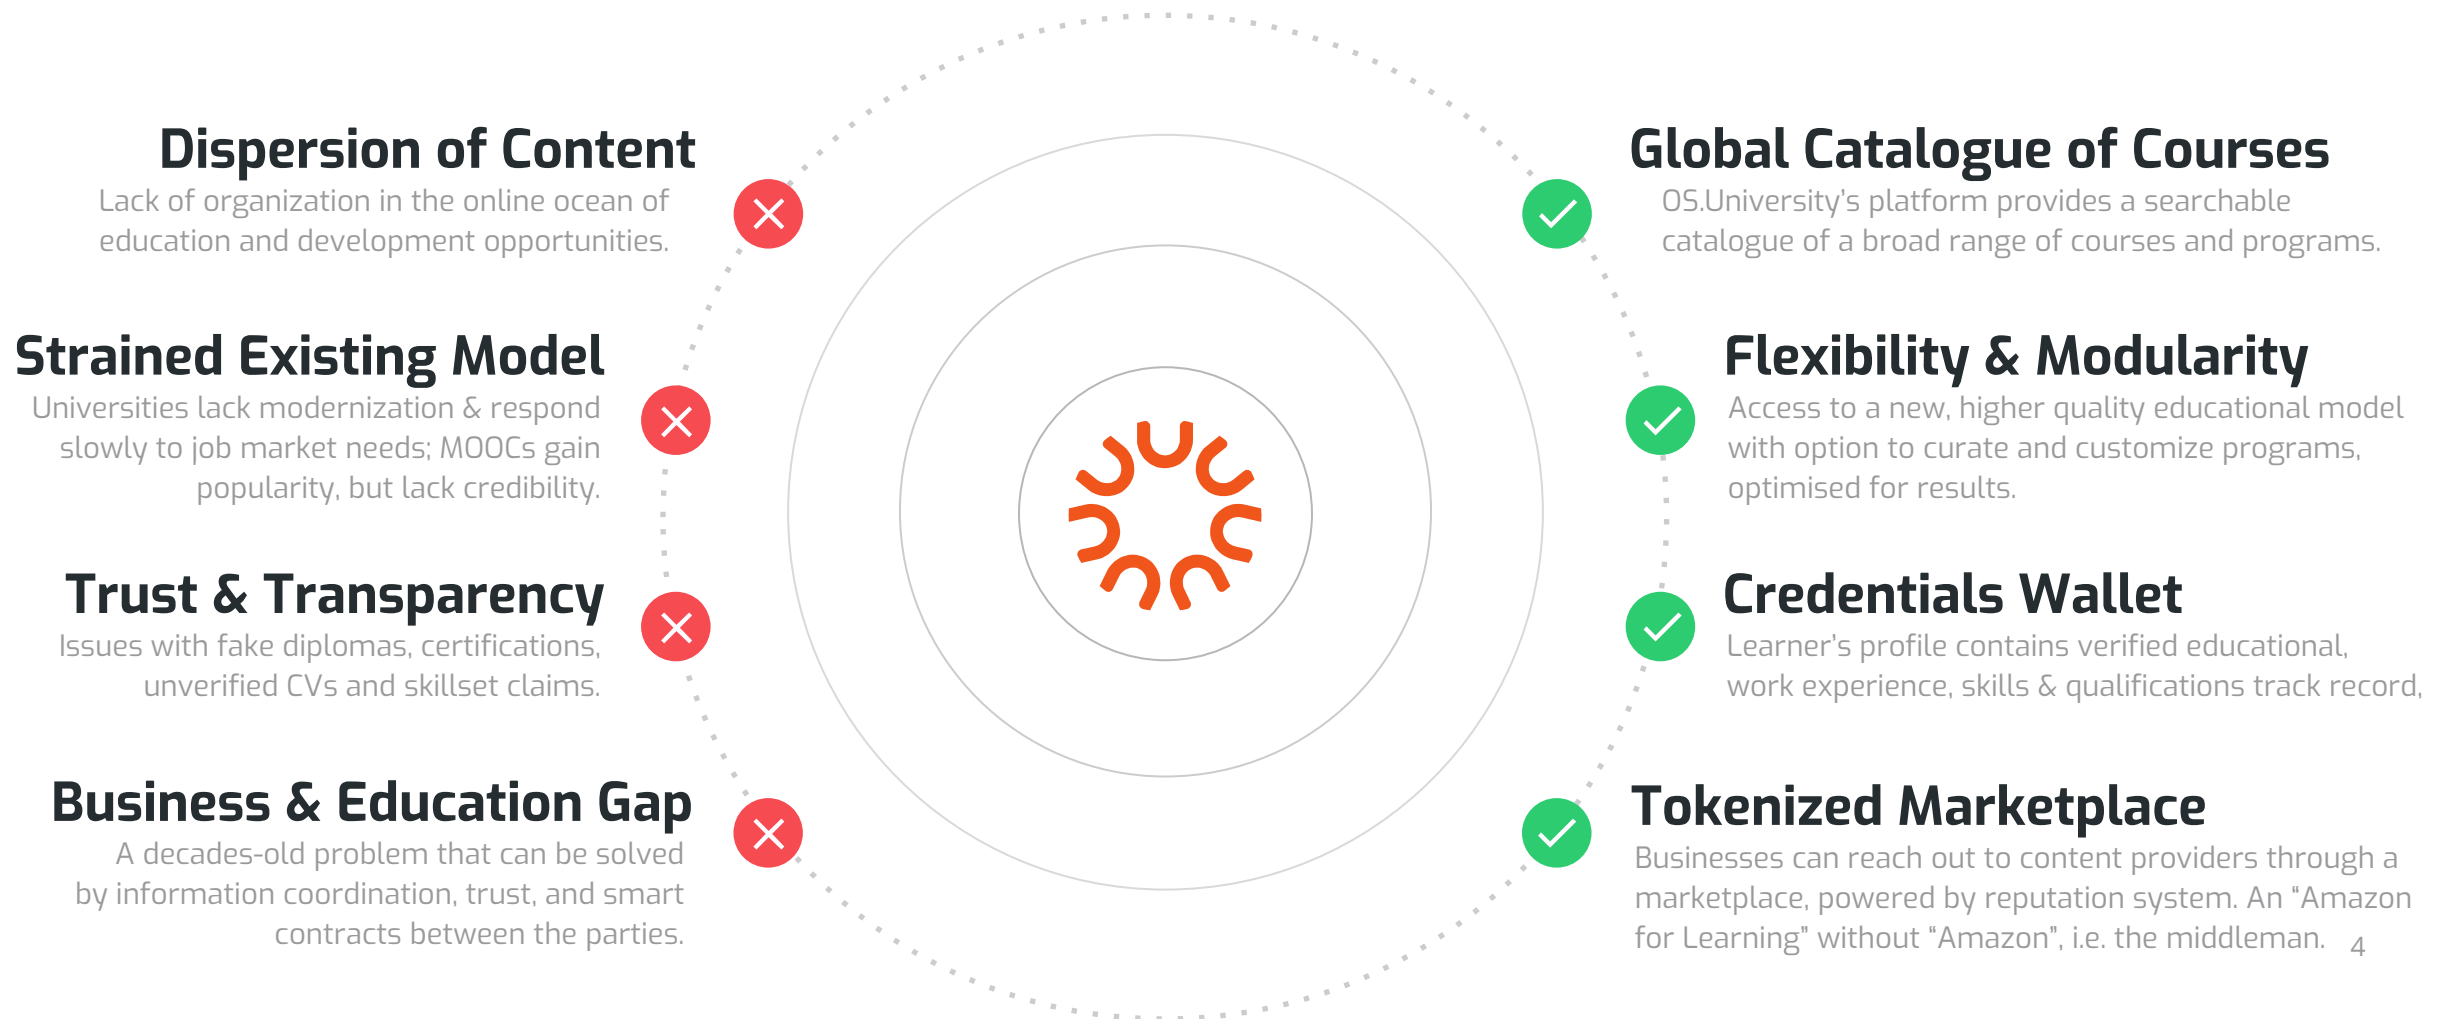 Dispersion of Content
Lack of organization in the online ocean of
education and development opportunities.
Strained Existing Model
Universities lack modernization & respond
slowly to job market needs; MOOCs gain
popularity, but lack credibility.
Trust & Transparency
Issues with fake diplomas, certifications,
unverified CVs and skillset claims.
Business & Education Gap
A decades-old problem that can be solved
by information coordination, trust, and smart
contracts between the parties.
Global Catalogue of Courses
OS.University's platform provides a searchable
catalogue of a broad range of courses and programs.
Flexibility & Modularity
Access to a new, higher quality educational model
with option to curate and customize programs,
optimised for results.
Credentials Wallet
Learner's profile contains verified educational,
work experience, skills & qualifications track record,
Tokenized Marketplace
Businesses can reach out to content providers through a
marketplace, powered by reputation system. An “Amazon
for Learning” without “Amazon”, i.e. the middleman.
4